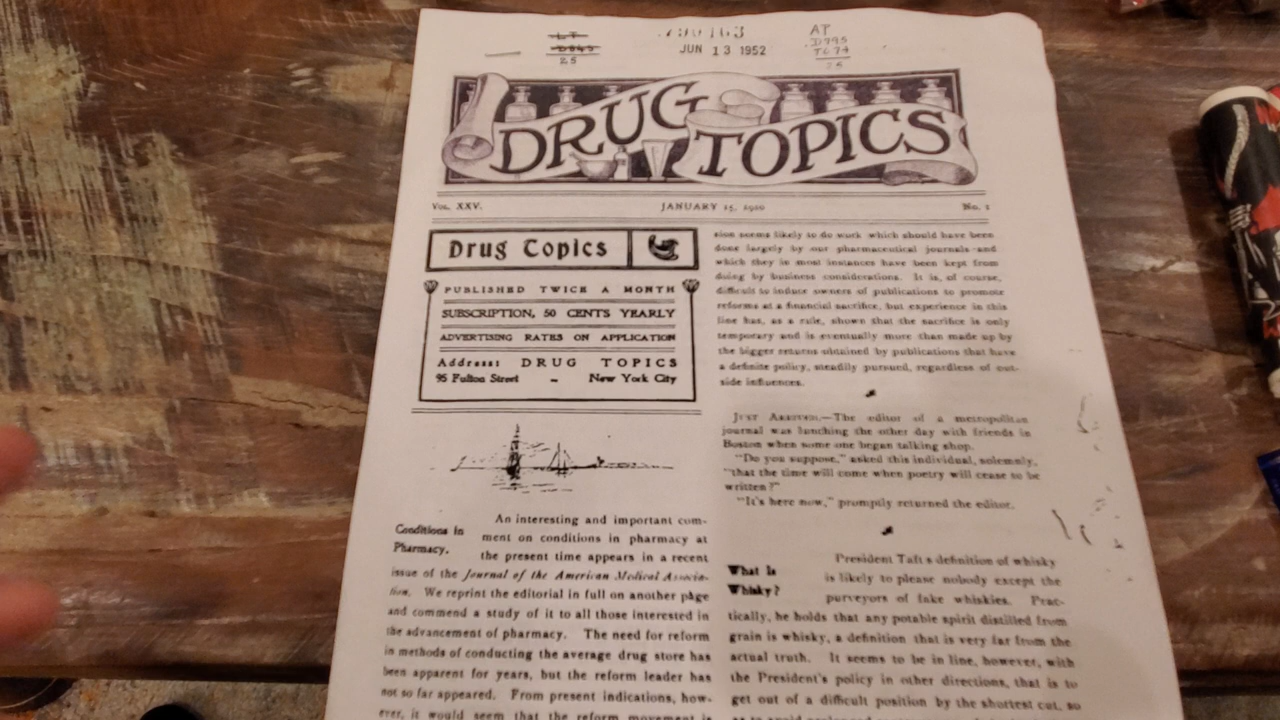 JUN 13 1952
AP
D795
T674
25
25
DRUG TOPICS
Vol. XXV.
JANUARY 15, 1910
No. 1
Drug Topics
PUBLISHED TWICE A MONTH
SUBSCRIPTION, 50 CENTS YEARLY
ADVERTISING RATES ON APPLICATION
Address: DRUG TOPICS
95 Fulton Street - New York City
Conditions in
Pharmacy.
An interesting and important com-
ment on conditions in pharmacy at
the present time appears in a recent
issue of the Journal of the American Medical Associa-
tion. We reprint the editorial in full on another page
and commend a study of it to all those interested in
the advancement of pharmacy. The need for reform
in methods of conducting the average drug store has
been apparent for years, but the reform leader has
not so far appeared. From present indications, how-
ever, it would seem that the reform movement is
sion seems likely to do work which should have been
done largely by our pharmaceutical journals and
which they in most instances have been kept from
doing by business considerations. It is, of course,
difficult to induce owners of publications to promote
reforms at a financial sacrifice, but experience in this
line has, as a rule, shown that the sacrifice is only
temporary and is eventually more than made up by
the bigger returns obtained by publications that have
a definite policy, steadily pursued, regardless of out-
side influences.
JUST ARRIVED.—The editor of a metropolitan
journal was lunching the other day with friends in
Boston when some one began talking shop.
"Do you suppose," asked this individual, solemnly,
"that the time will come when poetry will cease to be
written?"
"It's here now," promptly returned the editor.
What Is
Whisky?
President Taft's definition of whisky
is likely to please nobody except the
purveyors of fake whiskies. Prac-
tically, he holds that any potable spirit distilled from
grain is whisky, a definition that is very far from the
actual truth. It seems to be in line, however, with
the President's policy in other directions, that is to
get out of a difficult position by the shortest cut, so